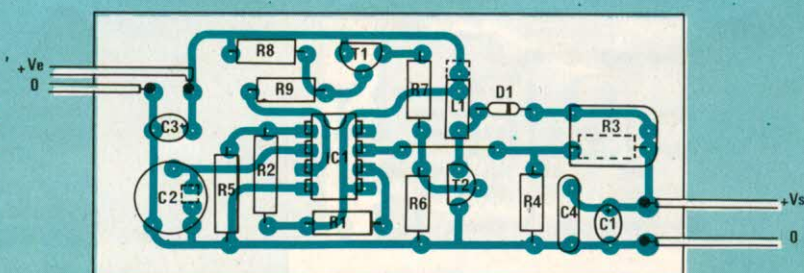 R8
T1
+Ve
R9
R7
D1
0
L1
R3
C3
IC1
R2
T2
C2
R5
R6
R4
C4
C1
+Vs
R1
0